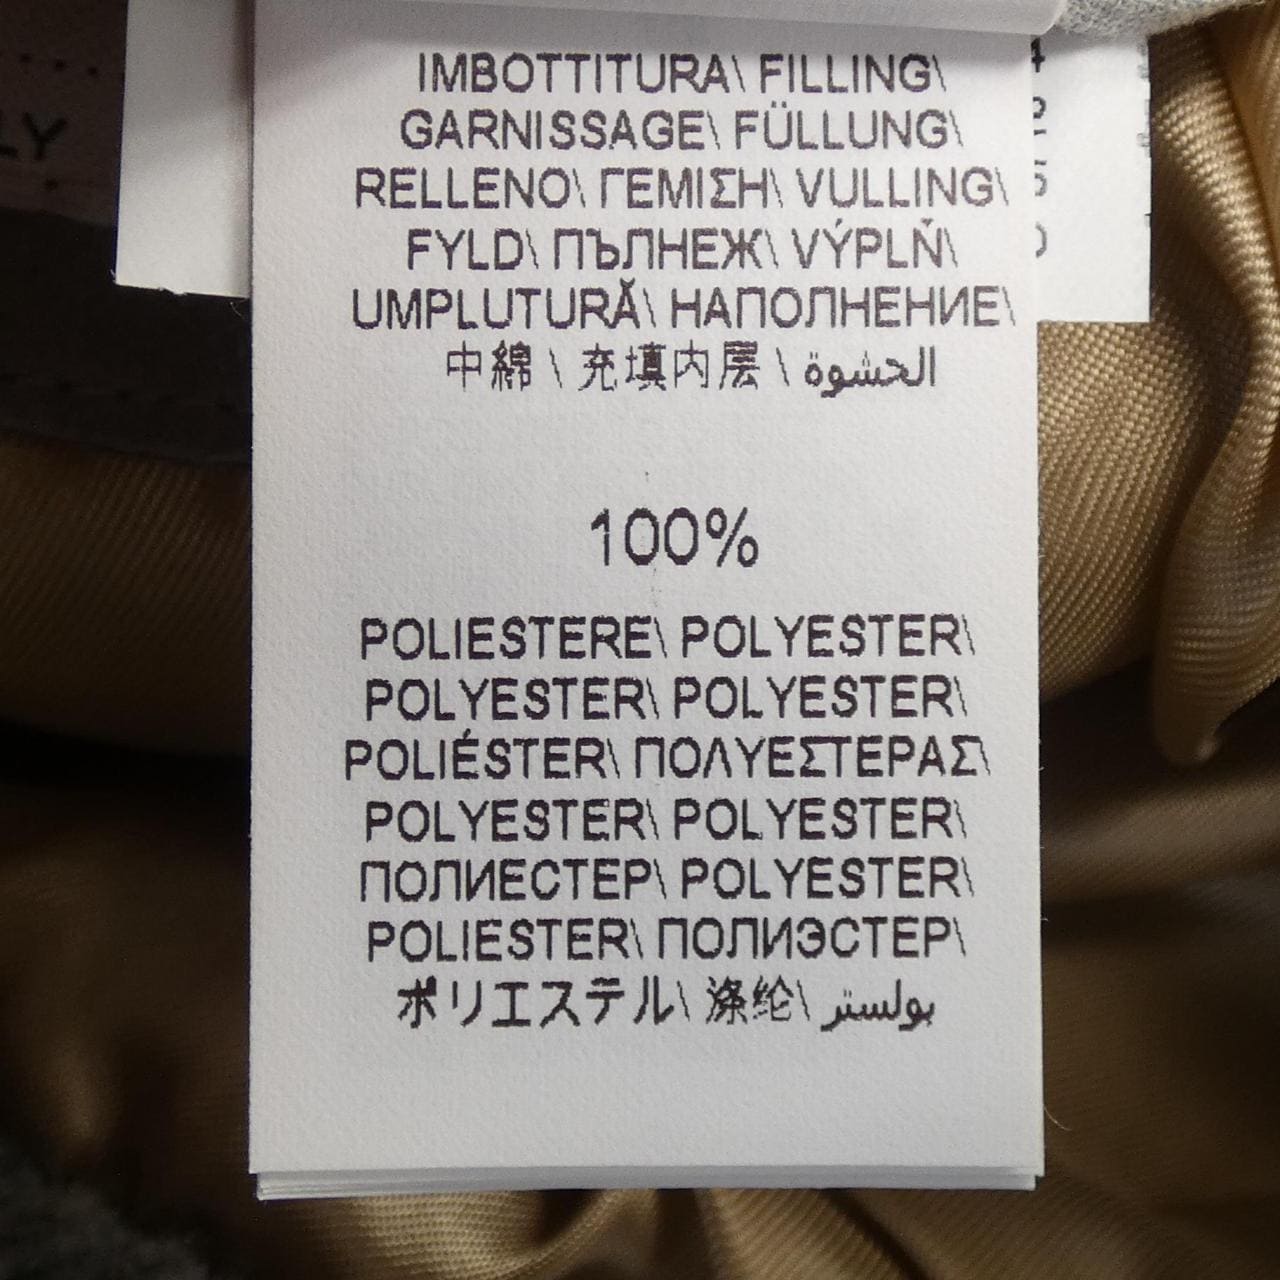 IMBOTTITURA\ FILLING\
GARNISSAGE\ FÜLLUNG\
RELLENO\ ΓΕΜΙΣΗ\ VULLING\
FYLD\ ПЪЛНЕЖ\ VÝPLŇ\
UMPLUTURĂ\ НАПОЛНЕНИЕ\
中綿 \ 充填内层 \ الحشوة
100%
POLIESTERE\ POLYESTER\
POLYESTER\ POLYESTER\
POLIÉSTER\ ΠΟΛΥΕΣΤΕΡΑΣ\
POLYESTER\ POLYESTER\
ПОЛИЕСТЕР\ POLYESTER\
POLIESTER\ ПОЛИЭСТЕР\
ポリエステル\ 涤纶\ بولستر